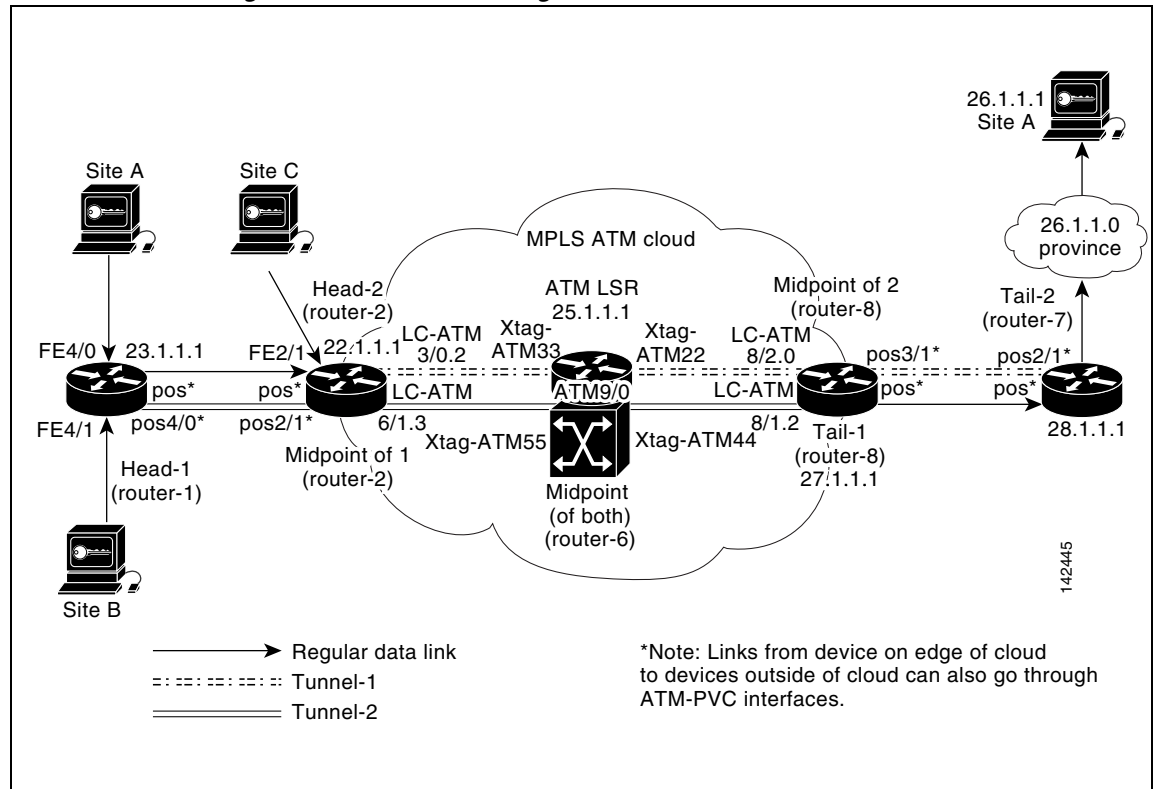 26.1.1.1
Site A
Site A
Site C
26.1.1.0
province
MPLS ATM cloud
Head-2
(router-2)
ATM LSR
25.1.1.1
Midpoint of 2
(router-8)
Tail-2
(router-7)
LC-ATM
3/0.2
Xtag-
ATM33
Xtag-
ATM22
LC-ATM
8/2.0
FE4/0
23.1.1.1
FE2/1
22.1.1.1
pos3/1*
pos2/1*
pos*
pos*
LC-ATM
ATM9/0
LC-ATM
pos*
pos*
FE4/1
pos4/0*
pos2/1*
6/1.3
Xtag-ATM55
Xtag-ATM44
8/1.2
28.1.1.1
Head-1
(router-1)
Midpoint of 1
(router-2)
Midpoint
(of both)
(router-6)
Tail-1
(router-8)
27.1.1.1
Site B
142445
Regular data link
Tunnel-1
Tunnel-2
*Note: Links from device on edge of cloud
to devices outside of cloud can also go through
ATM-PVC interfaces.